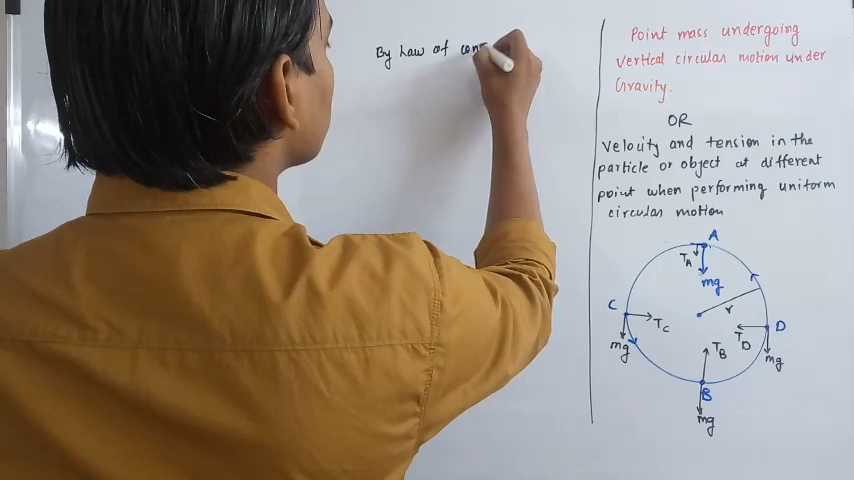 By Law of con
Point mass undergoing
vertical circular motion under
Gravity.
OR
Velocity and tension in the
particle or object at different
point when performing uniform
circular motion
A
TA
mg
C
TC
mg
r
D
TD
mg
TB
B
mg